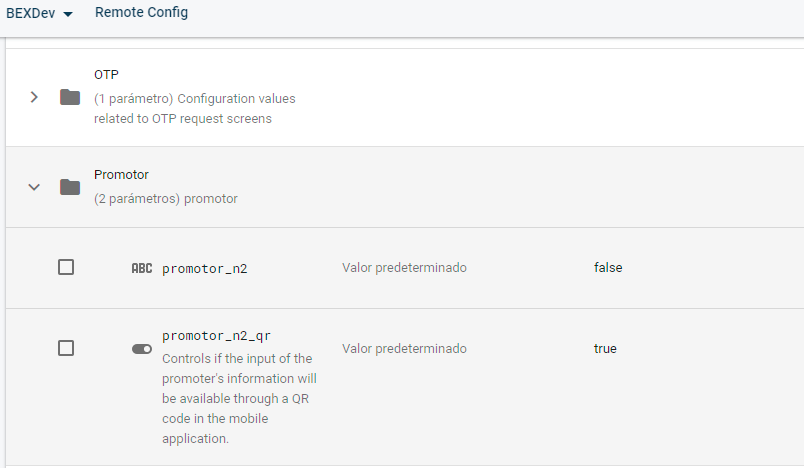 BEXDev Remote Config
OTP
(1 parámetro) Configuration values
related to OTP request screens
Promotor
(2 parámetros) promotor
ABC promotor_n2 Valor predeterminado false
promotor_n2_qr
Valor predeterminado true
Controls if the input of the
promoter's information will
be available through a QR
code in the mobile
application.